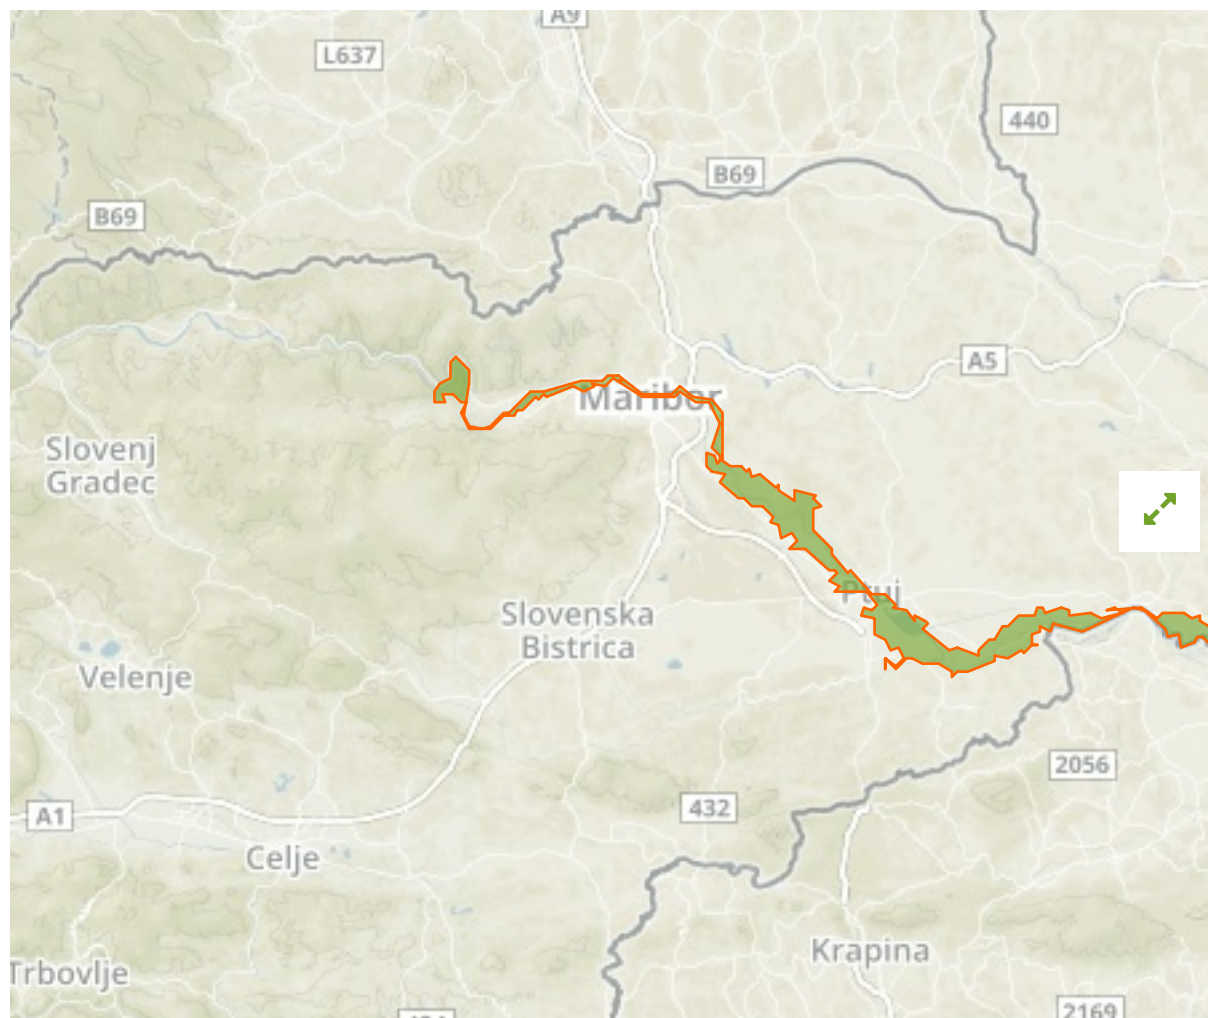 A9
L637
440
B69
B69
Maribor
A5
Slovenj
Gradec
Ptuj
Slovenska
Bistrica
Velenje
2056
A1
432
Celje
Krapina
Trbovlje
2169